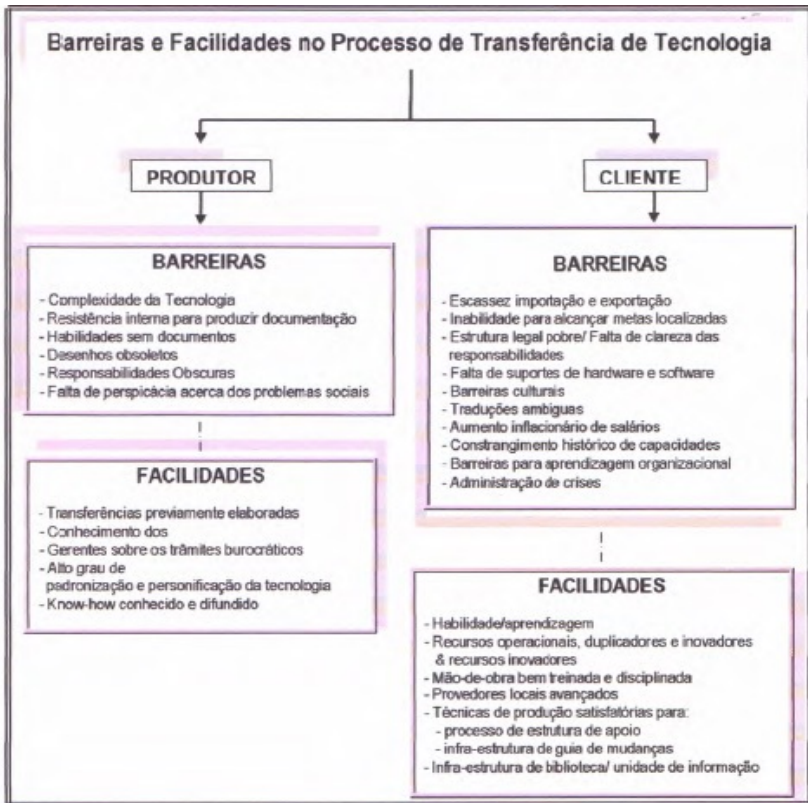 Barreiras e Facilidades no Processo de Transferência de Tecnologia
PRODUTOR
BARREIRAS
- Complexidade da Tecnologia
- Resistência interna para produzir documentação
- Habilidades sem documentos
- Desenhos obsoletos
- Responsabilidades Obscuras
- Falta de perspicácia acerca dos problemas sociais
FACILIDADES
- Transferências previamente elaboradas
- Conhecimento dos
- Gerentes sobre os trâmites burocráticos
- Alto grau de
padronização e personificação da tecnologia
- Know-how conhecido e difundido
CLIENTE
BARREIRAS
- Escassez importação e exportação
- Inabilidade para alcançar metas localizadas
- Estrutura legal pobre/ Falta de clareza das
responsabilidades
- Falta de suportes de hardware e software
- Barreiras culturais
- Traduções ambiguas
- Aumento inflacionário de salários
- Constrangimento histórico de capacidades
- Barreiras para aprendizagem organizacional
- Administração de crises
FACILIDADES
- Habilidade/aprendizagem
- Recursos operacionais, duplicadores e inovadores
& recursos inovadores
- Mão-de-obra bem treinada e disciplinada
- Provedores locais avançados
- Técnicas de produção satisfatórias para:
- processo de estrutura de apoio
- infra-estrutura de guia de mudanças
- Infra-estrutura de biblioteca/ unidade de informação